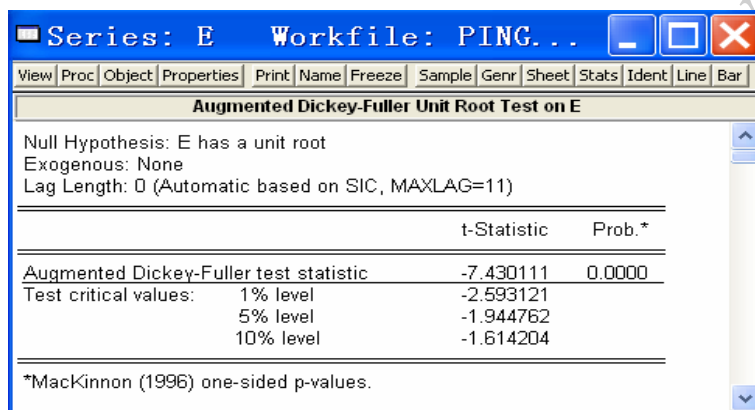 Series: E Workfile: PING...
View Proc Object Properties Print Name Freeze Sample Genr Sheet Stats Ident Line Bar
Augmented Dickey-Fuller Unit Root Test on E
Null Hypothesis: E has a unit root
Exogenous: None
Lag Length: 0 (Automatic based on SIC, MAXLAG=11)
t-Statistic Prob.*
Augmented Dickey-Fuller test statistic -7.430111 0.0000
Test critical values: 1% level -2.593121
5% level -1.944762
10% level -1.614204
*MacKinnon (1996) one-sided p-values.